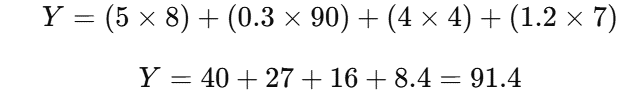 Y = (5 × 8) + (0.3 × 90) + (4 × 4) + (1.2 × 7)
Y = 40 + 27 + 16 + 8.4 = 91.4